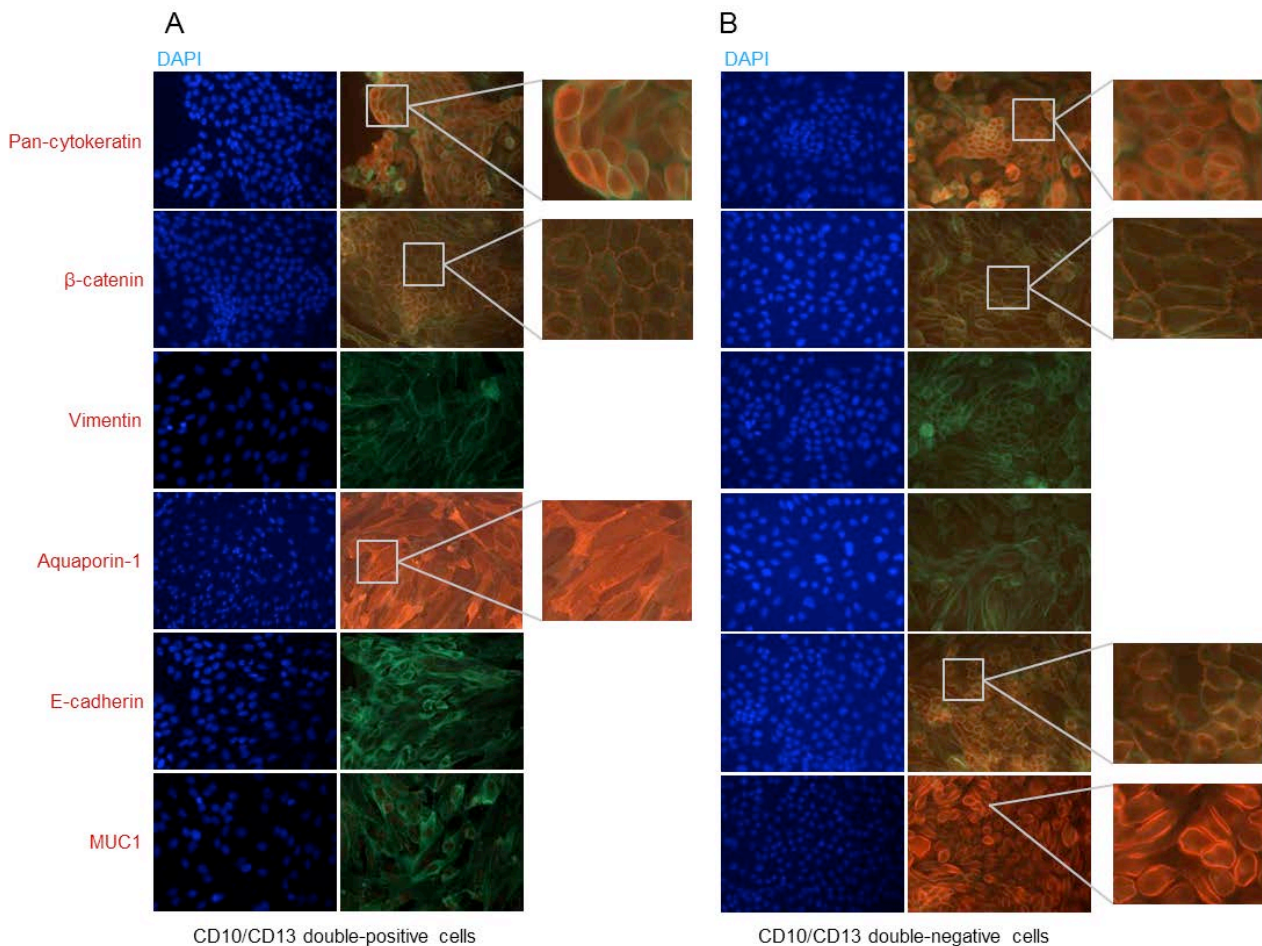 A
B
DAPI
DAPI
Pan-cytokeratin
β-catenin
Vimentin
Aquaporin-1
E-cadherin
MUC1
CD10/CD13 double-positive cells
CD10/CD13 double-negative cells